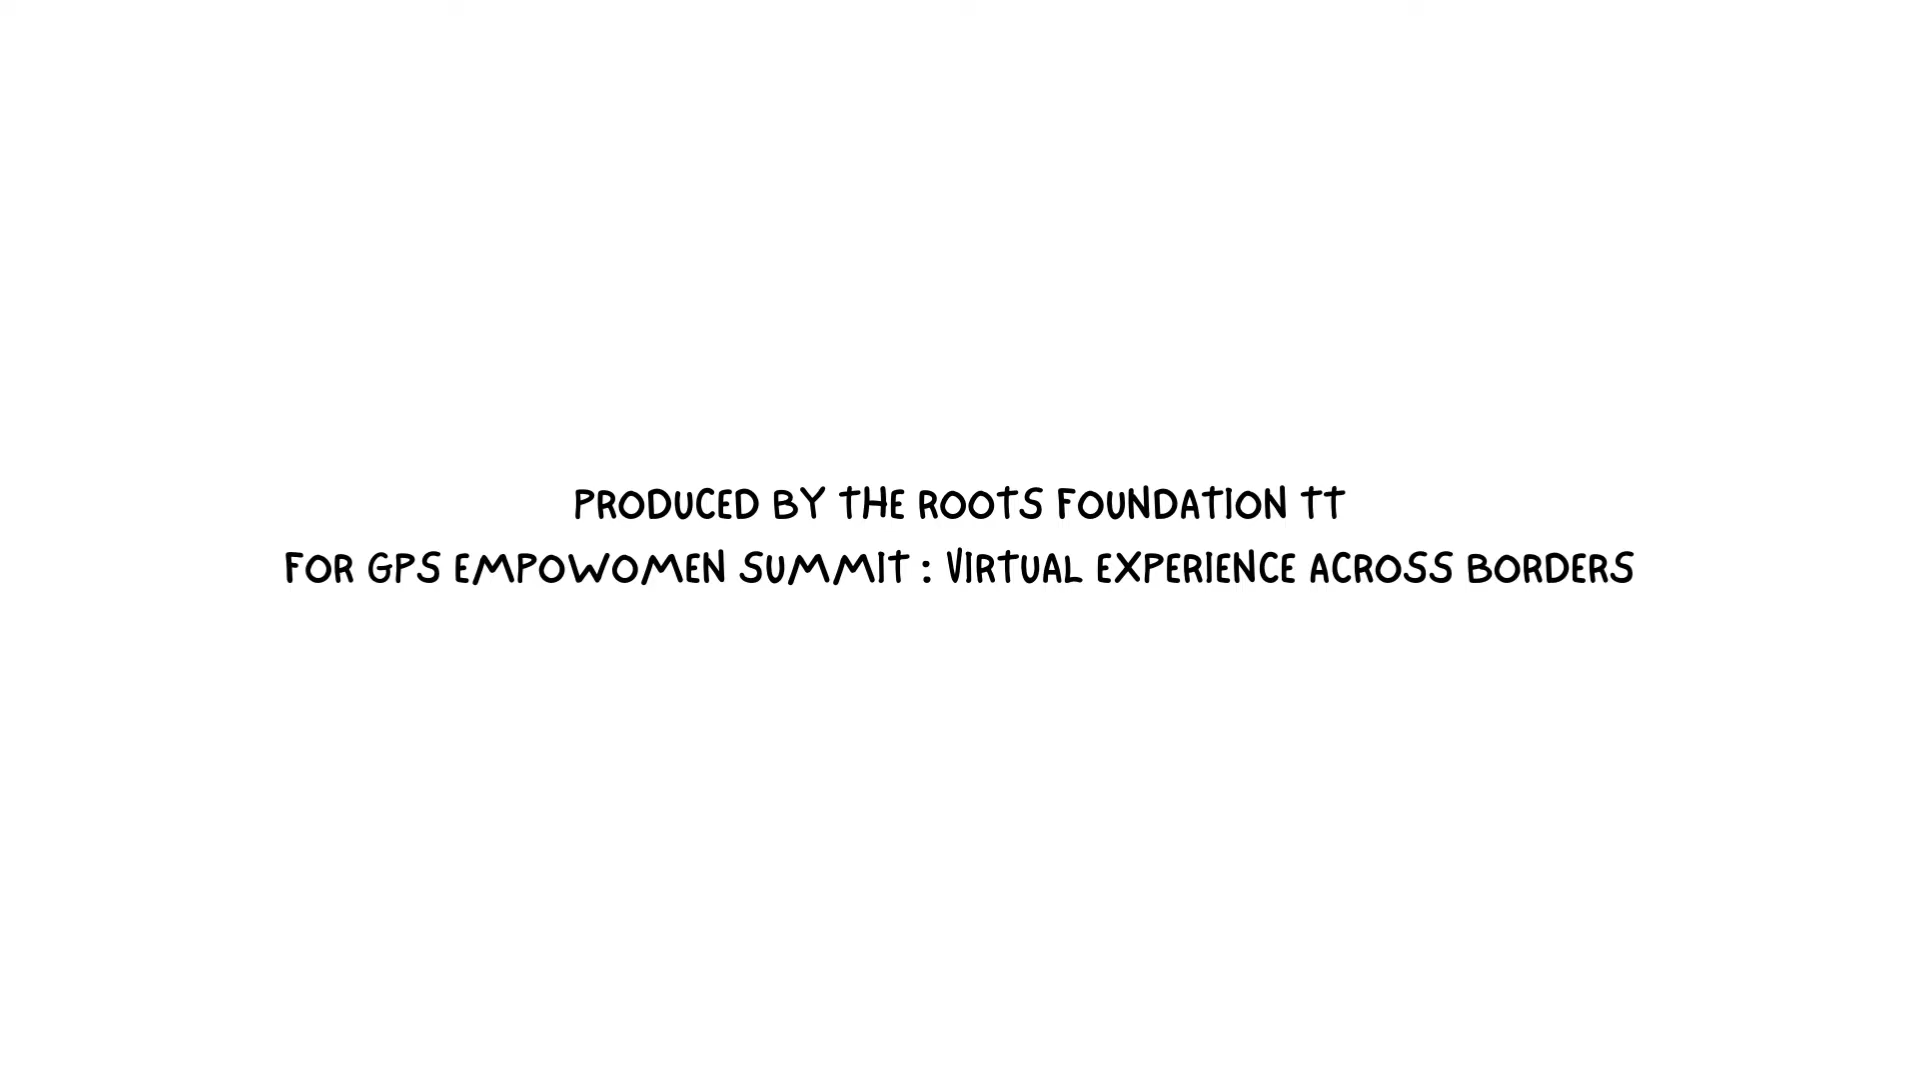 PRODUCED BY THE ROOTS FOUNDATION TT
FOR GPS EMPOWOMEN SUMMIT : VIRTUAL EXPERIENCE ACROSS BORDERS